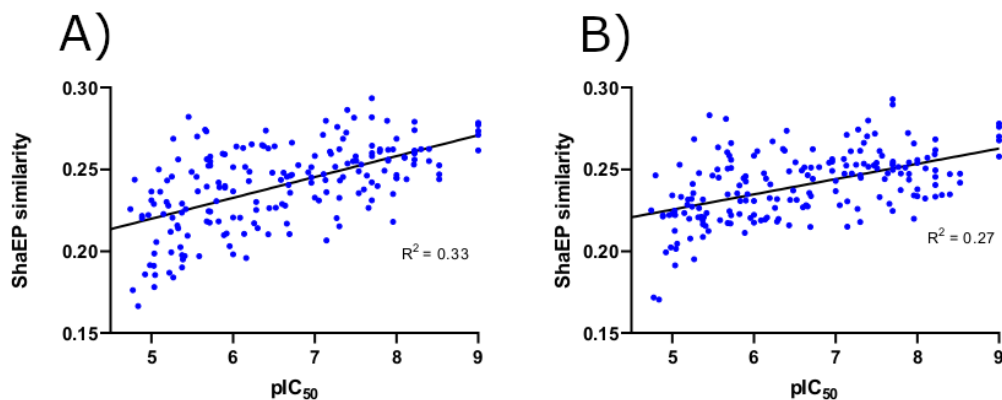 A)
0.30
0.25
0.20
0.15
ShaEP similarity
R² = 0.33
5 6 7 8 9
pIC₅₀
B)
0.30
0.25
0.20
0.15
ShaEP similarity
R² = 0.27
5 6 7 8 9
pIC₅₀